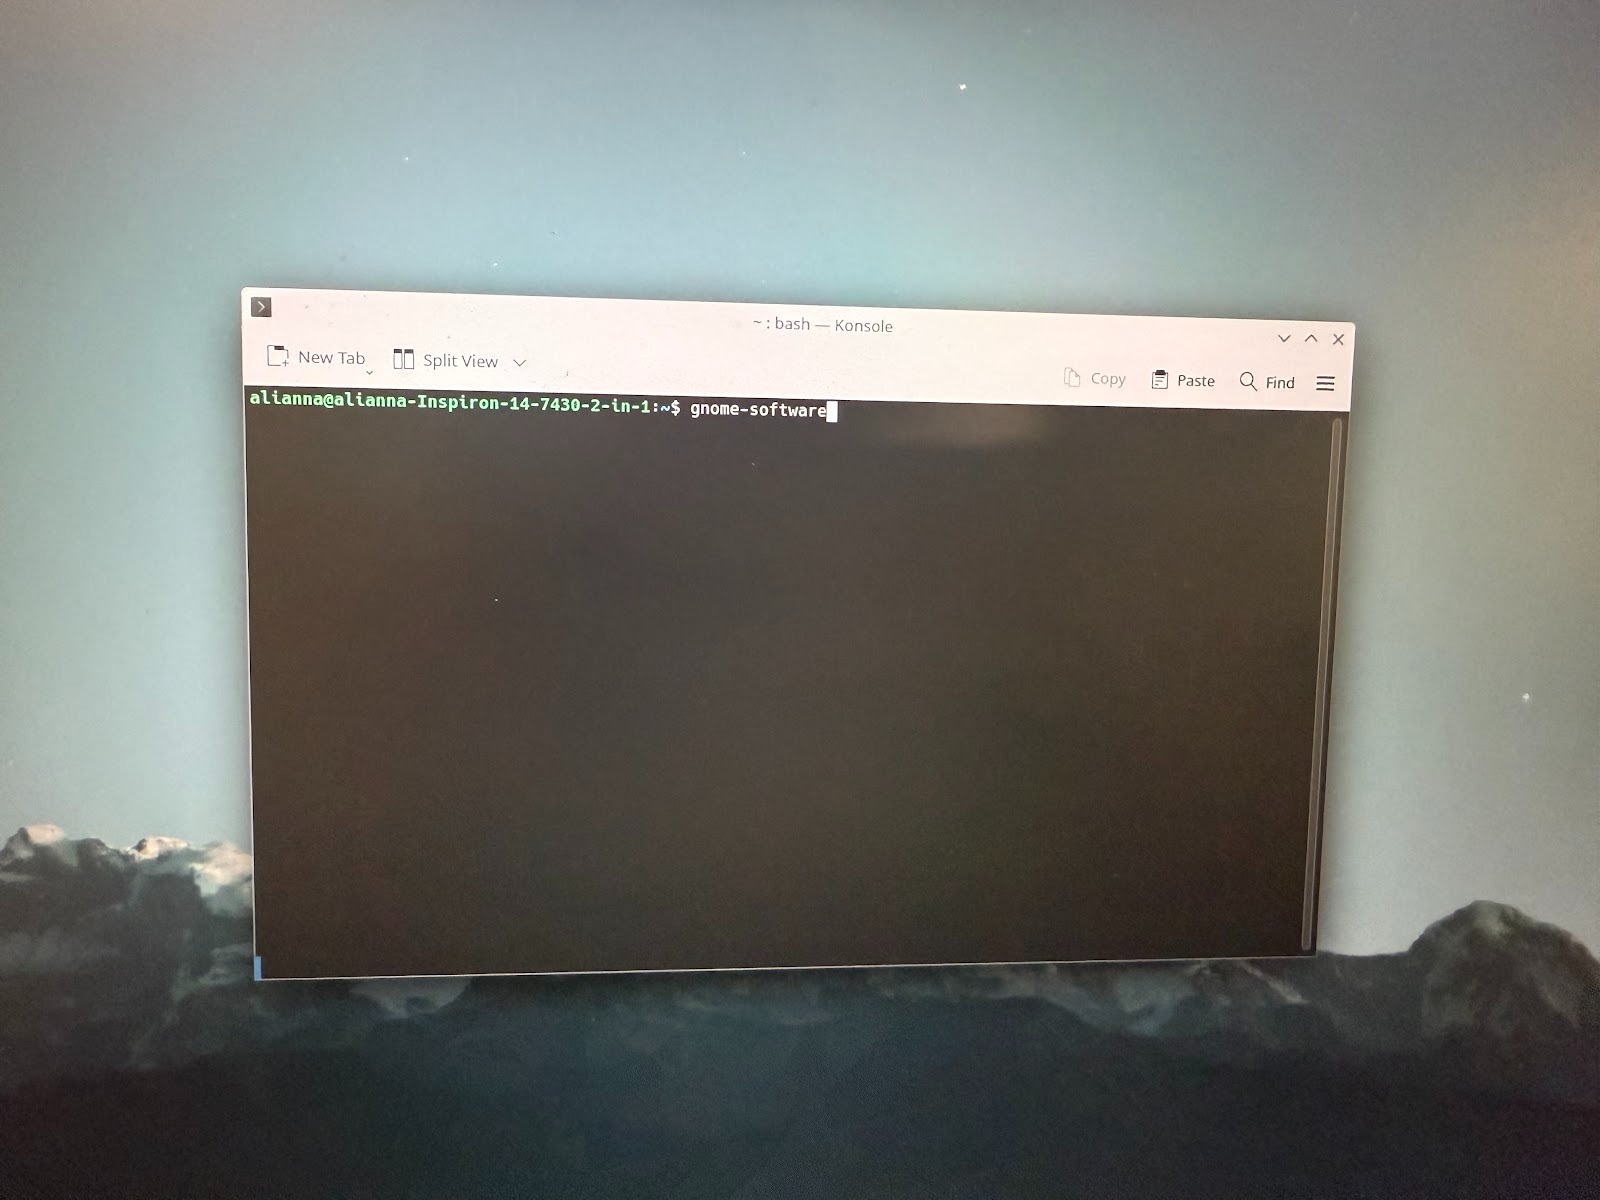 ~ : bash — Konsole
New Tab Split View Copy Paste Find
alianna@alianna-Inspiron-14-7430-2-in-1:~$ gnome-software